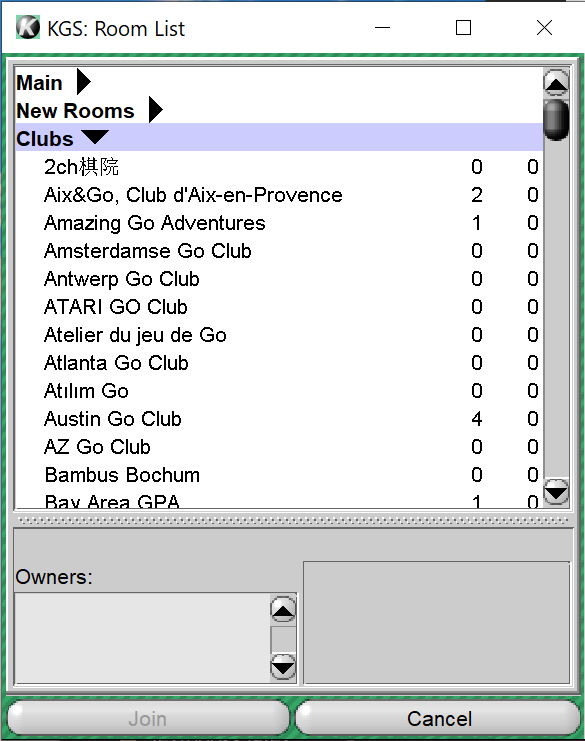 KGS: Room List
Main
New Rooms
Clubs
2ch棋院 0 0
Aix&Go, Club d'Aix-en-Provence 2 0
Amazing Go Adventures 1 0
Amsterdamse Go Club 0 0
Antwerp Go Club 0 0
ATARI GO Club 0 0
Atelier du jeu de Go 0 0
Atlanta Go Club 0 0
Atılım Go 0 0
Austin Go Club 4 0
AZ Go Club 0 0
Bambus Bochum 0 0
Bay Area GPA 1 0
Owners:
Join Cancel